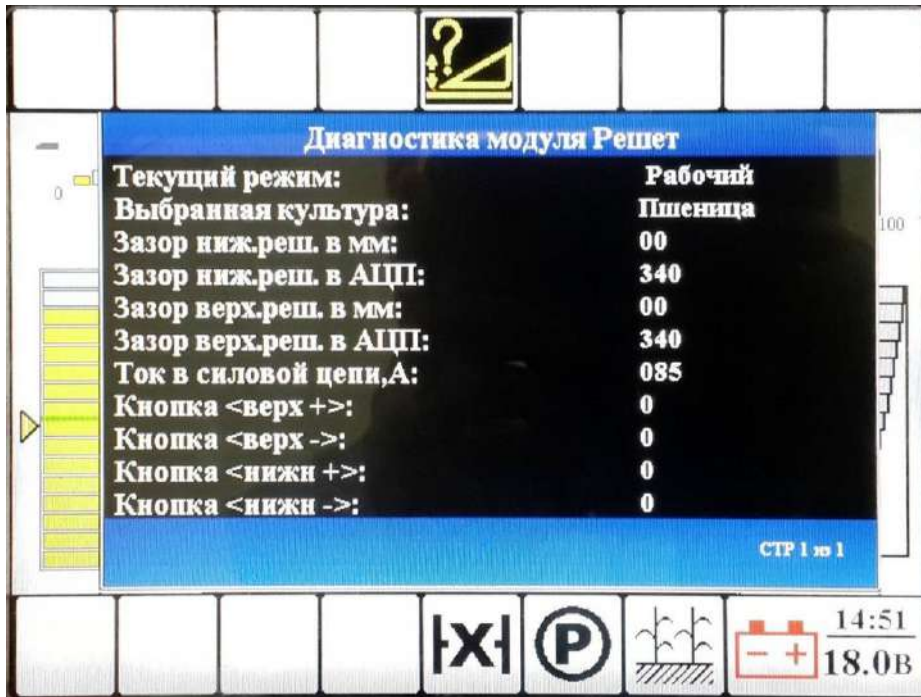 ?
Диагностика модуля Решет
Текущий режим: Рабочий
Выбранная культура: Пшеница
Зазор ниж.реш. в мм: 00
Зазор ниж.реш. в АЦП: 340
Зазор верх.реш. в мм: 00
Зазор верх.реш. в АЦП: 340
Ток в силовой цепи,А: 085
Кнопка <верх +>: 0
Кнопка <верх ->: 0
Кнопка <нижн +>: 0
Кнопка <нижн ->: 0
СТР 1 из 1
0
100
X
P
- +
14:51
18.0В